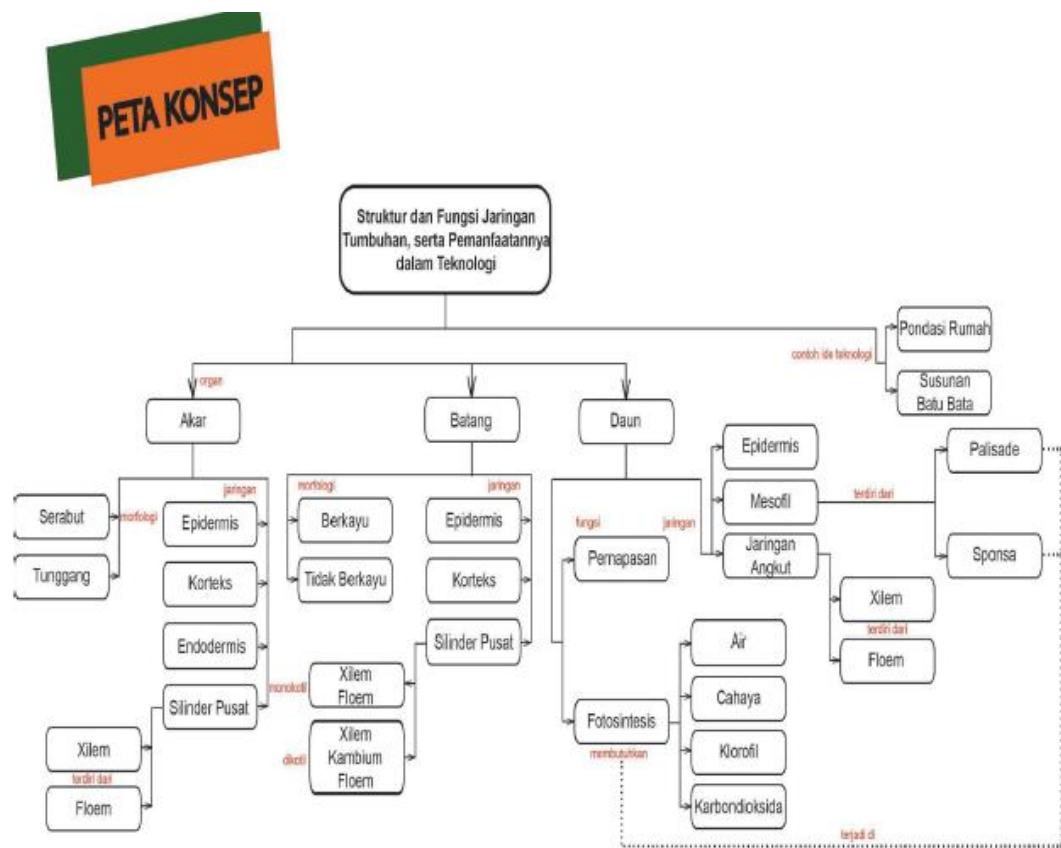 PETA KONSEP
Struktur dan Fungsi Jaringan
Tumbuhan, serta Pemanfaatannya
dalam Teknologi
contoh ide teknologi
Pondasi Rumah
Susunan
Batu Bata
organ
Akar
Batang
Daun
morfologi
Serabut
Tunggang
jaringan
Epidermis
Korteks
Endodermis
Silinder Pusat
terdiri dari
Xilem
Floem
morfologi
Berkayu
Tidak Berkayu
jaringan
Epidermis
Korteks
Silinder Pusat
monokotil
Xilem
Floem
dikotil
Xilem
Kambium
Floem
fungsi
Pernapasan
Fotosintesis
membutuhkan
Air
Cahaya
Klorofil
Karbondioksida
jaringan
Epidermis
Mesofil
Jaringan
Angkut
terdiri dari
Palisade
Sponsa
Xilem
terdiri dari
Floem
terjadi di